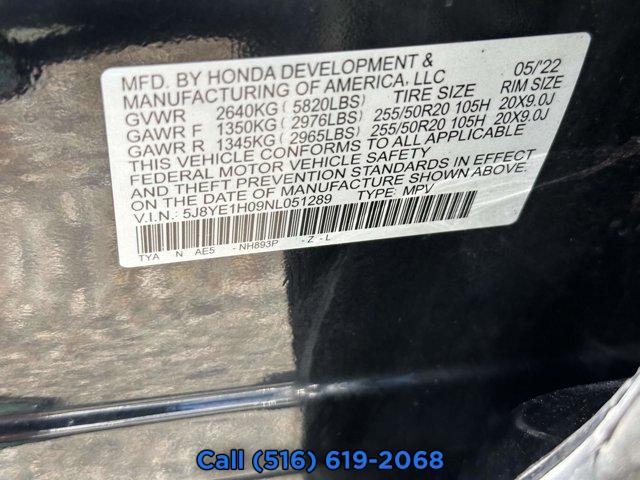 MFD. BY HONDA DEVELOPMENT & 05/'22
MANUFACTURING OF AMERICA, LLC
TIRE SIZE RIM SIZE
GVWR 2640KG ( 5820LBS)
GAWR F 1350KG ( 2976LBS) 255/50R20 105H 20X9.0J
GAWR R 1345KG ( 2965LBS) 255/50R20 105H 20X9.0J
THIS VEHICLE CONFORMS TO ALL APPLICABLE
FEDERAL MOTOR VEHICLE SAFETY
AND THEFT PREVENTION STANDARDS IN EFFECT
ON THE DATE OF MANUFACTURE SHOWN ABOVE.
V.I.N.: 5J8YE1H09NL051289 TYPE: MPV
TYA N AE5 - NH893P - Z - L
Call (516) 619-2068